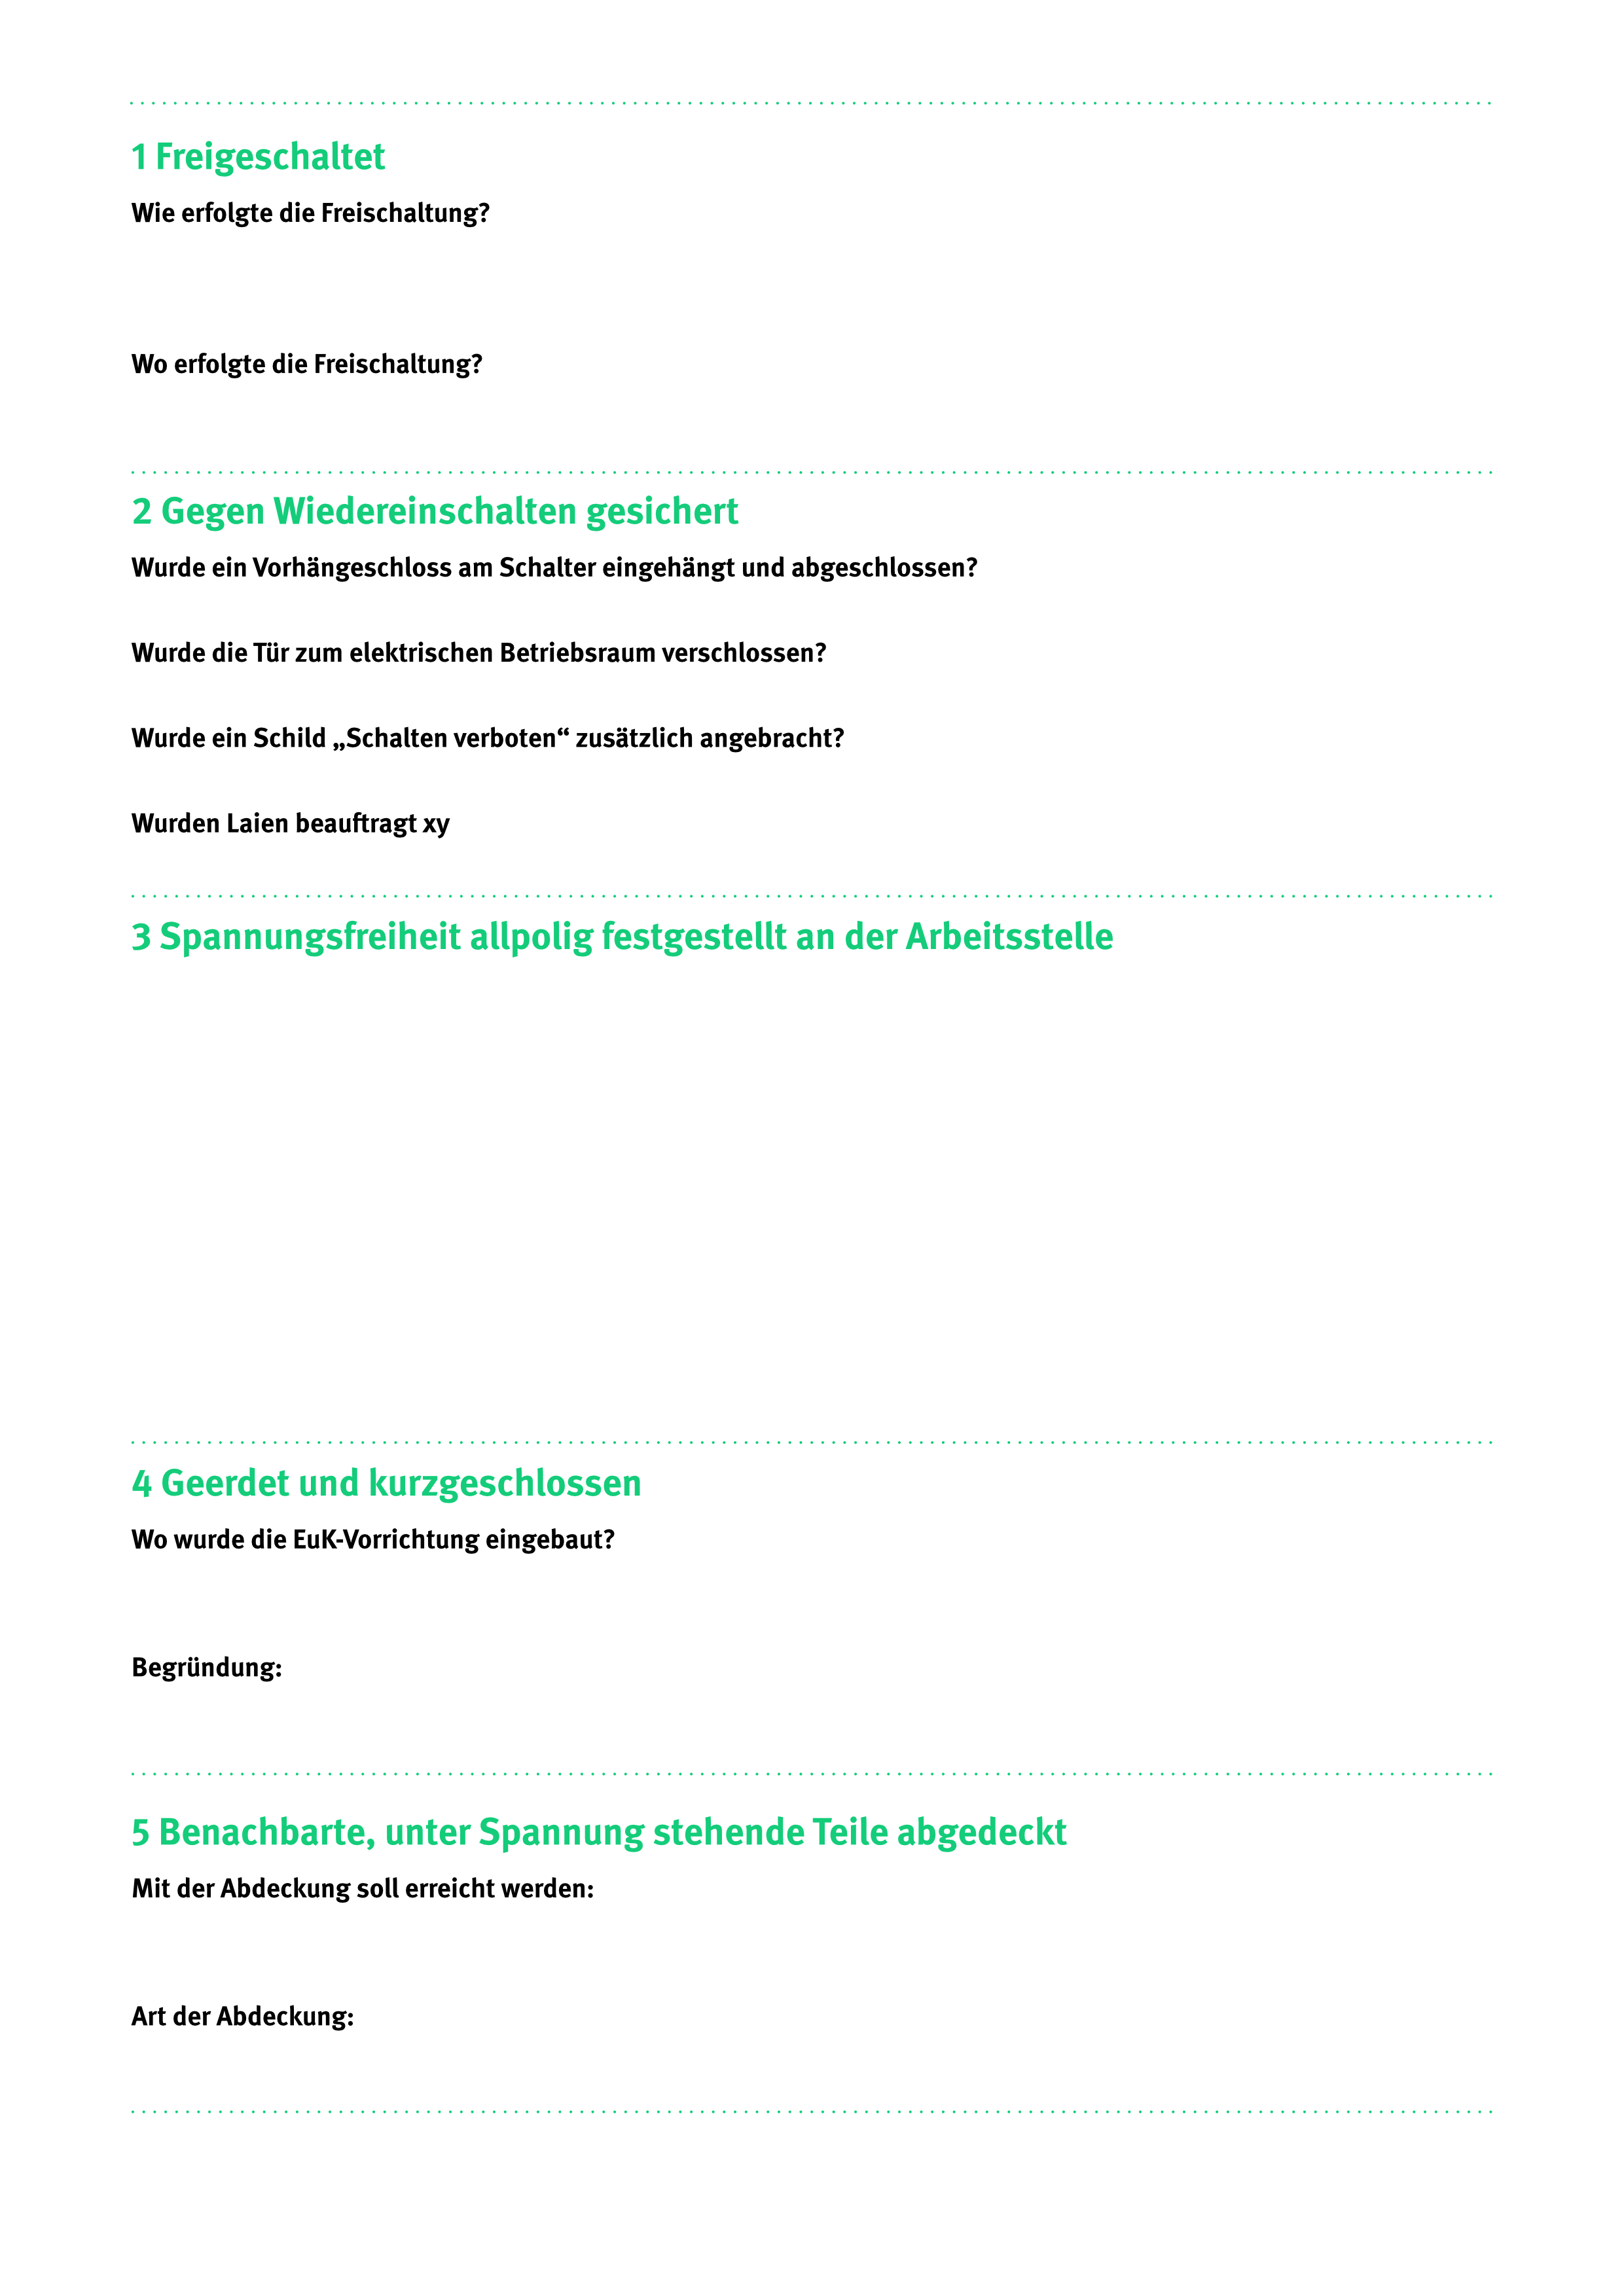 1 Freigeschaltet
Wie erfolgte die Freischaltung?
Wo erfolgte die Freischaltung?
2 Gegen Wiedereinschalten gesichert
Wurde ein Vorhängeschloss am Schalter eingehängt und abgeschlossen?
Wurde die Tür zum elektrischen Betriebsraum verschlossen?
Wurde ein Schild „Schalten verboten“ zusätzlich angebracht?
Wurden Laien beauftragt xy
3 Spannungsfreiheit allpolig festgestellt an der Arbeitsstelle
4 Geerdet und kurzgeschlossen
Wo wurde die EuK-Vorrichtung eingebaut?
Begründung:
5 Benachbarte, unter Spannung stehende Teile abgedeckt
Mit der Abdeckung soll erreicht werden:
Art der Abdeckung: